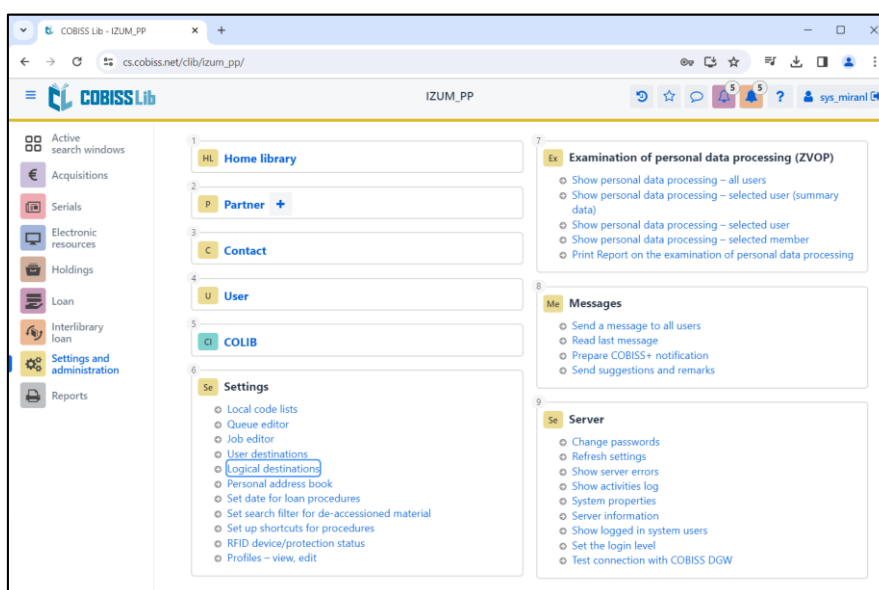 COBISS Lib - IZUM_PP
cs.cobiss.net/clib/izum_pp/
COBISS Lib
IZUM_PP
5
5
?
sys_miranl
Active
search windows
€ Acquisitions
Serials
Electronic
resources
Holdings
Loan
Interlibrary
loan
Settings and
administration
Reports
1
HL Home library
2
P Partner +
3
C Contact
4
U User
5
CI COLIB
6
Se Settings
Local code lists
Queue editor
Job editor
User destinations
Logical destinations
Personal address book
Set date for loan procedures
Set search filter for de-accessioned material
Set up shortcuts for procedures
RFID device/protection status
Profiles – view, edit
7
Ex Examination of personal data processing (ZVOP)
Show personal data processing – all users
Show personal data processing – selected user (summary
data)
Show personal data processing – selected user
Show personal data processing – selected member
Print Report on the examination of personal data processing
8
Me Messages
Send a message to all users
Read last message
Prepare COBISS+ notification
Send suggestions and remarks
9
Se Server
Change passwords
Refresh settings
Show server errors
Show activities log
System properties
Server information
Show logged in system users
Set the login level
Test connection with COBISS DGW